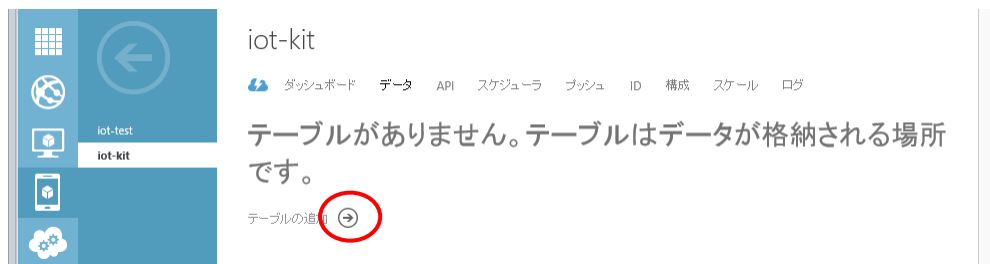 iot-kit
ダッシュボード データ API スケジューラ プッシュ ID 構成 スケール ログ
iot-test
iot-kit
テーブルがありません。テーブルはデータが格納される場所
です。
テーブルの追加